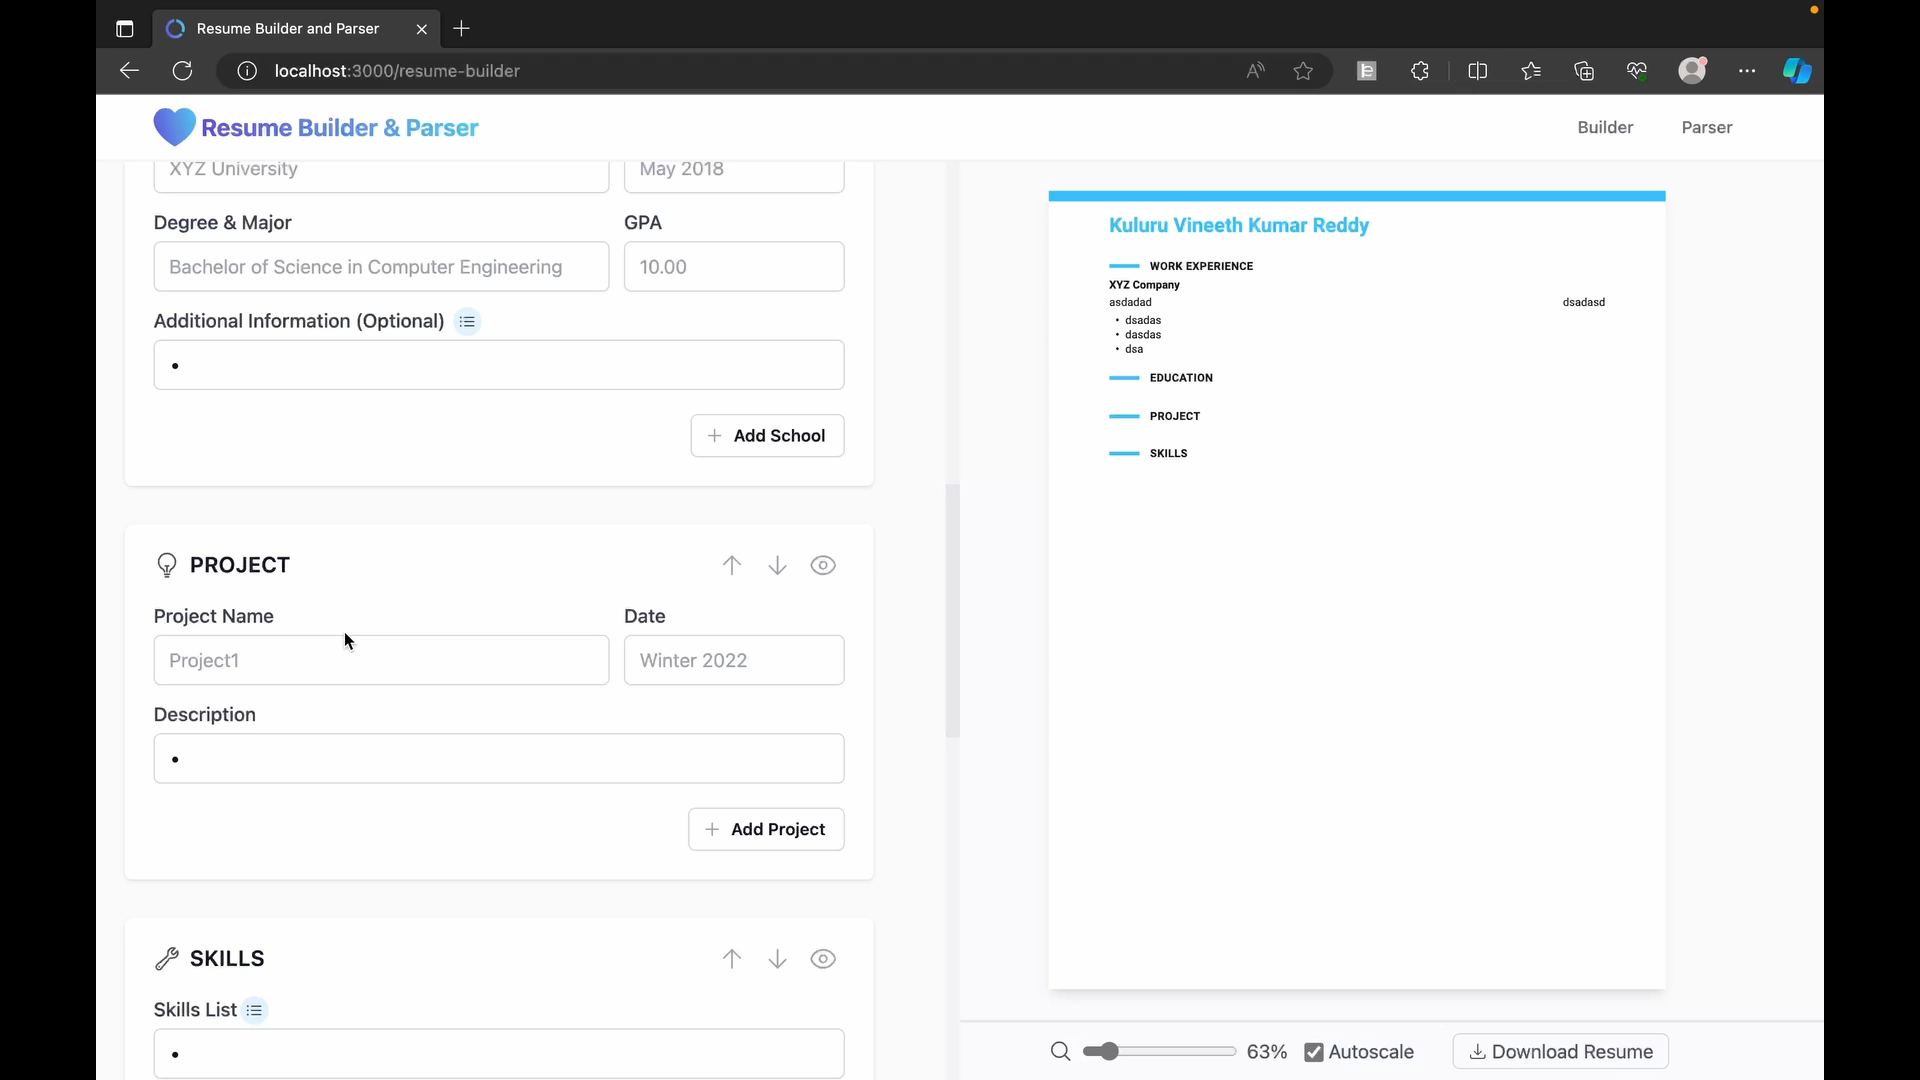 Resume Builder and Parser
localhost:3000/resume-builder
Resume Builder & Parser
Builder
Parser
XYZ University
May 2018
Degree & Major
GPA
Bachelor of Science in Computer Engineering
10.00
Additional Information (Optional)
•
+ Add School
PROJECT
Project Name
Date
Project1
Winter 2022
Description
•
+ Add Project
SKILLS
Skills List
•
Kuluru Vineeth Kumar Reddy
WORK EXPERIENCE
XYZ Company
asdadad
dsadasd
• dsadas
• dasdas
• dsa
EDUCATION
PROJECT
SKILLS
63%
Autoscale
Download Resume